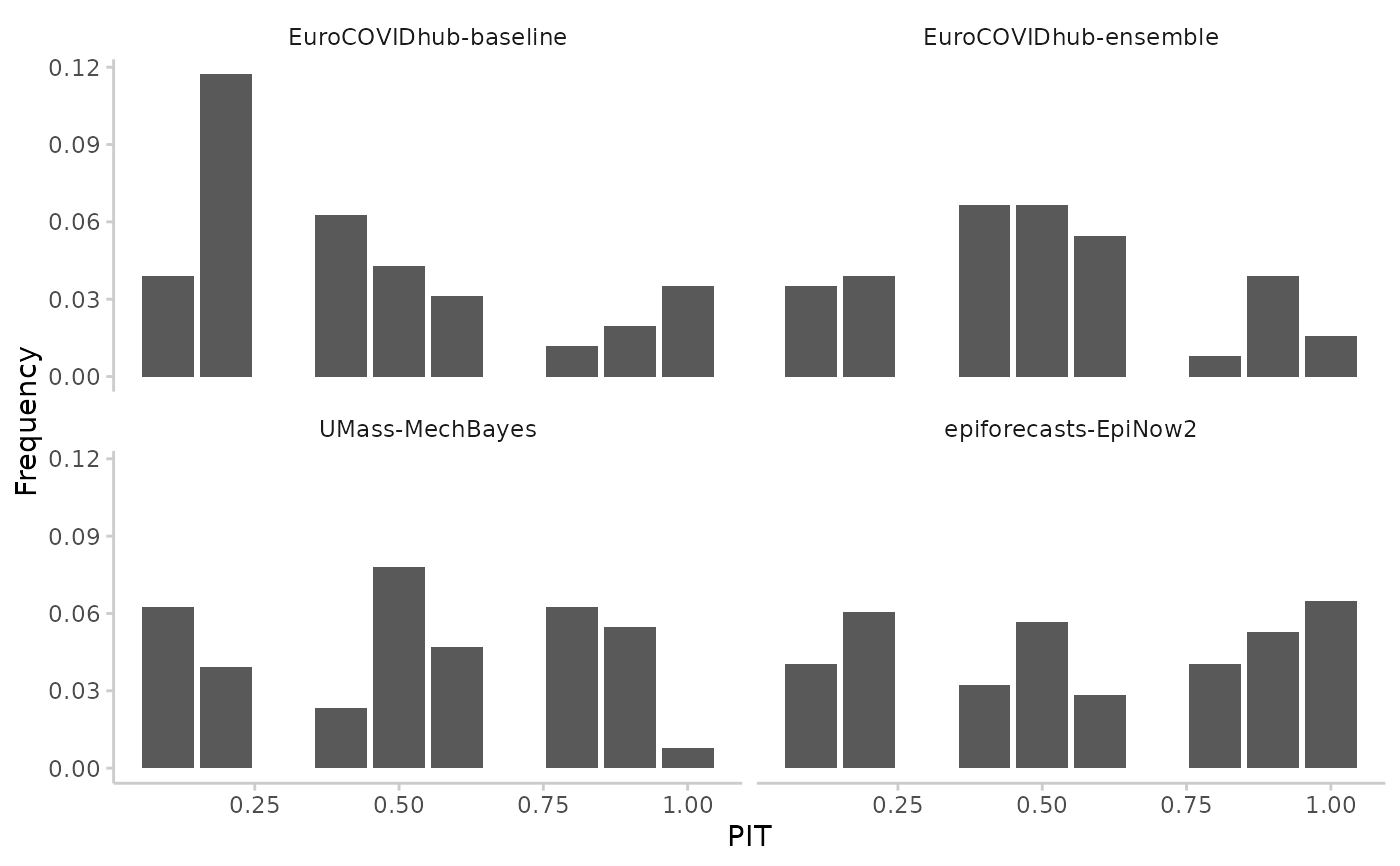 EuroCOVIDhub-baseline
EuroCOVIDhub-ensemble
0.12
0.09
0.06
0.03
0.00
UMass-MechBayes
epiforecasts-EpiNow2
Frequency
0.12
0.09
0.06
0.03
0.00
0.25 0.50 0.75 1.00 0.25 0.50 0.75 1.00
PIT